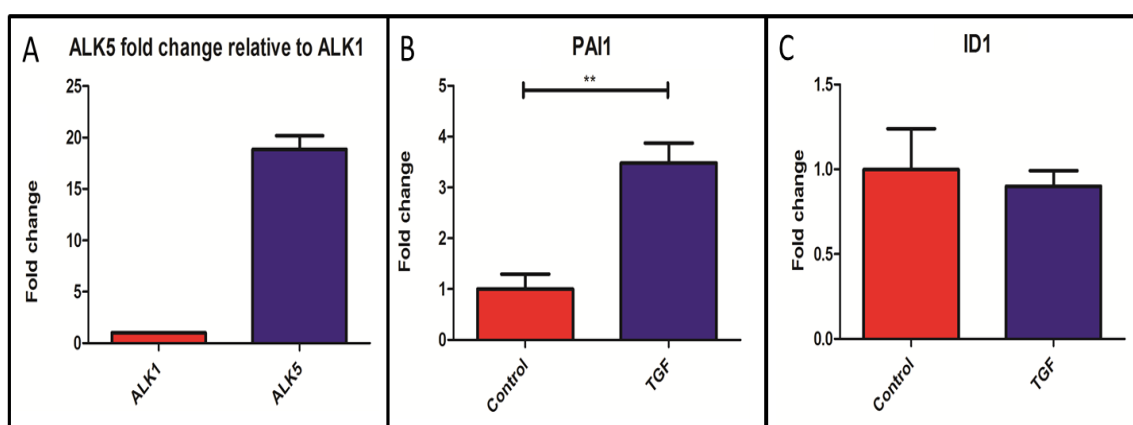 A
ALK5 fold change relative to ALK1
Fold change
25
20
15
10
5
0
ALK1
ALK5
B
PAI1
**
Fold change
5
4
3
2
1
0
Control
TGF
C
ID1
Fold change
1.5
1.0
0.5
0.0
Control
TGF